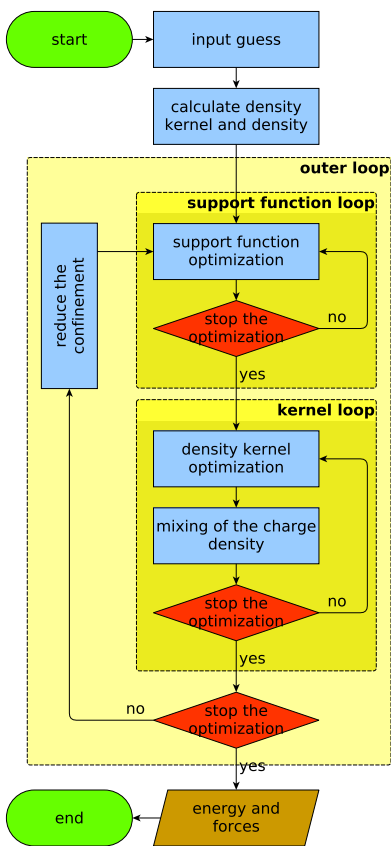 start
input guess
calculate density
kernel and density
outer loop
support function loop
support function
optimization
reduce the
confinement
stop the
optimization
no
yes
kernel loop
density kernel
optimization
mixing of the charge
density
stop the
optimization
no
yes
stop the
optimization
no
yes
energy and
forces
end